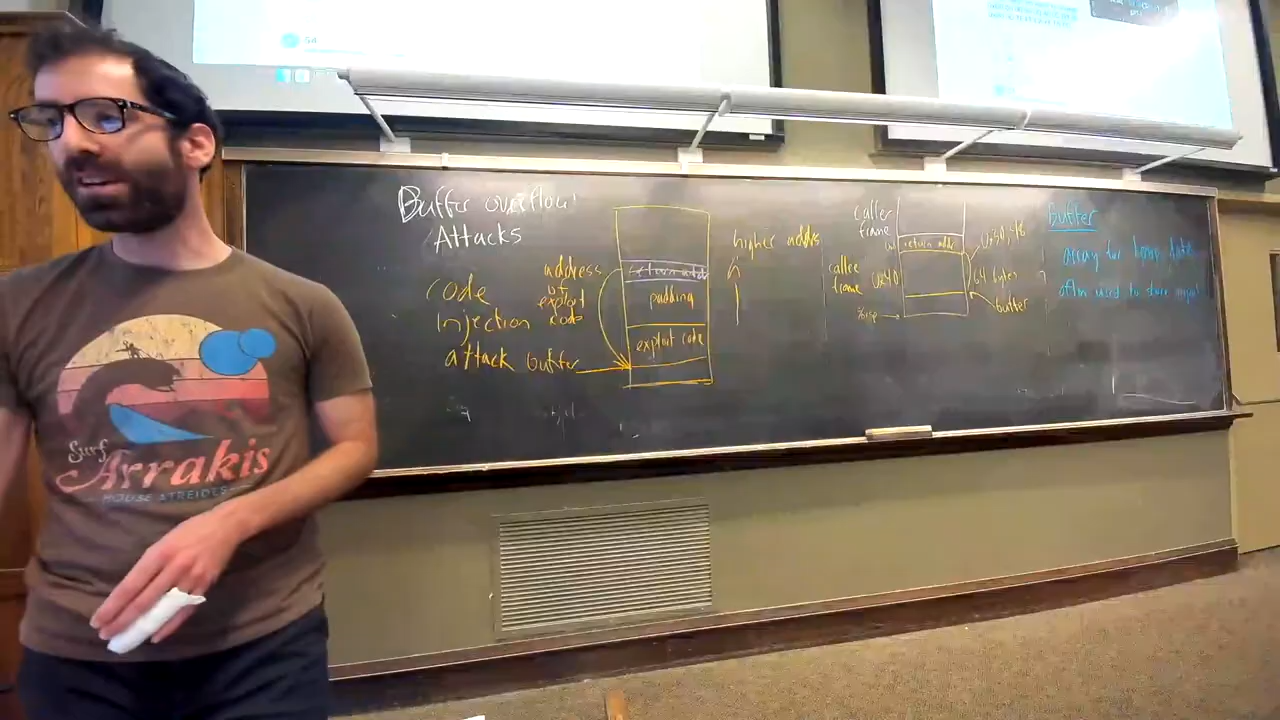 54
Buffer overflow
Attacks
code
injection
attack
address
of
exploit
code
buffer
return addr
padding
exploit code
higher addrs
caller
frame
return addr
callee
frame
0x40
%rsp
64 bytes
buffer
buffer
array for
often used to store input
Surf
Arrakis
HOUSE ATREIDES